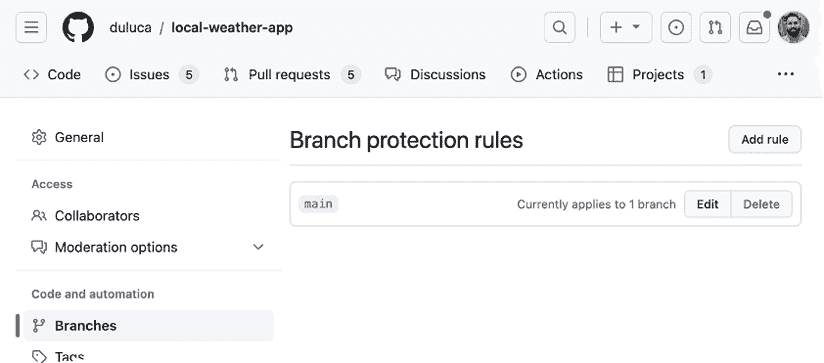 duluca / local-weather-app
Code Issues 5 Pull requests 5 Discussions Actions Projects 1
General
Branch protection rules
Add rule
Access
main
Currently applies to 1 branch
Edit
Delete
Collaborators
Moderation options
Code and automation
Branches
Tags